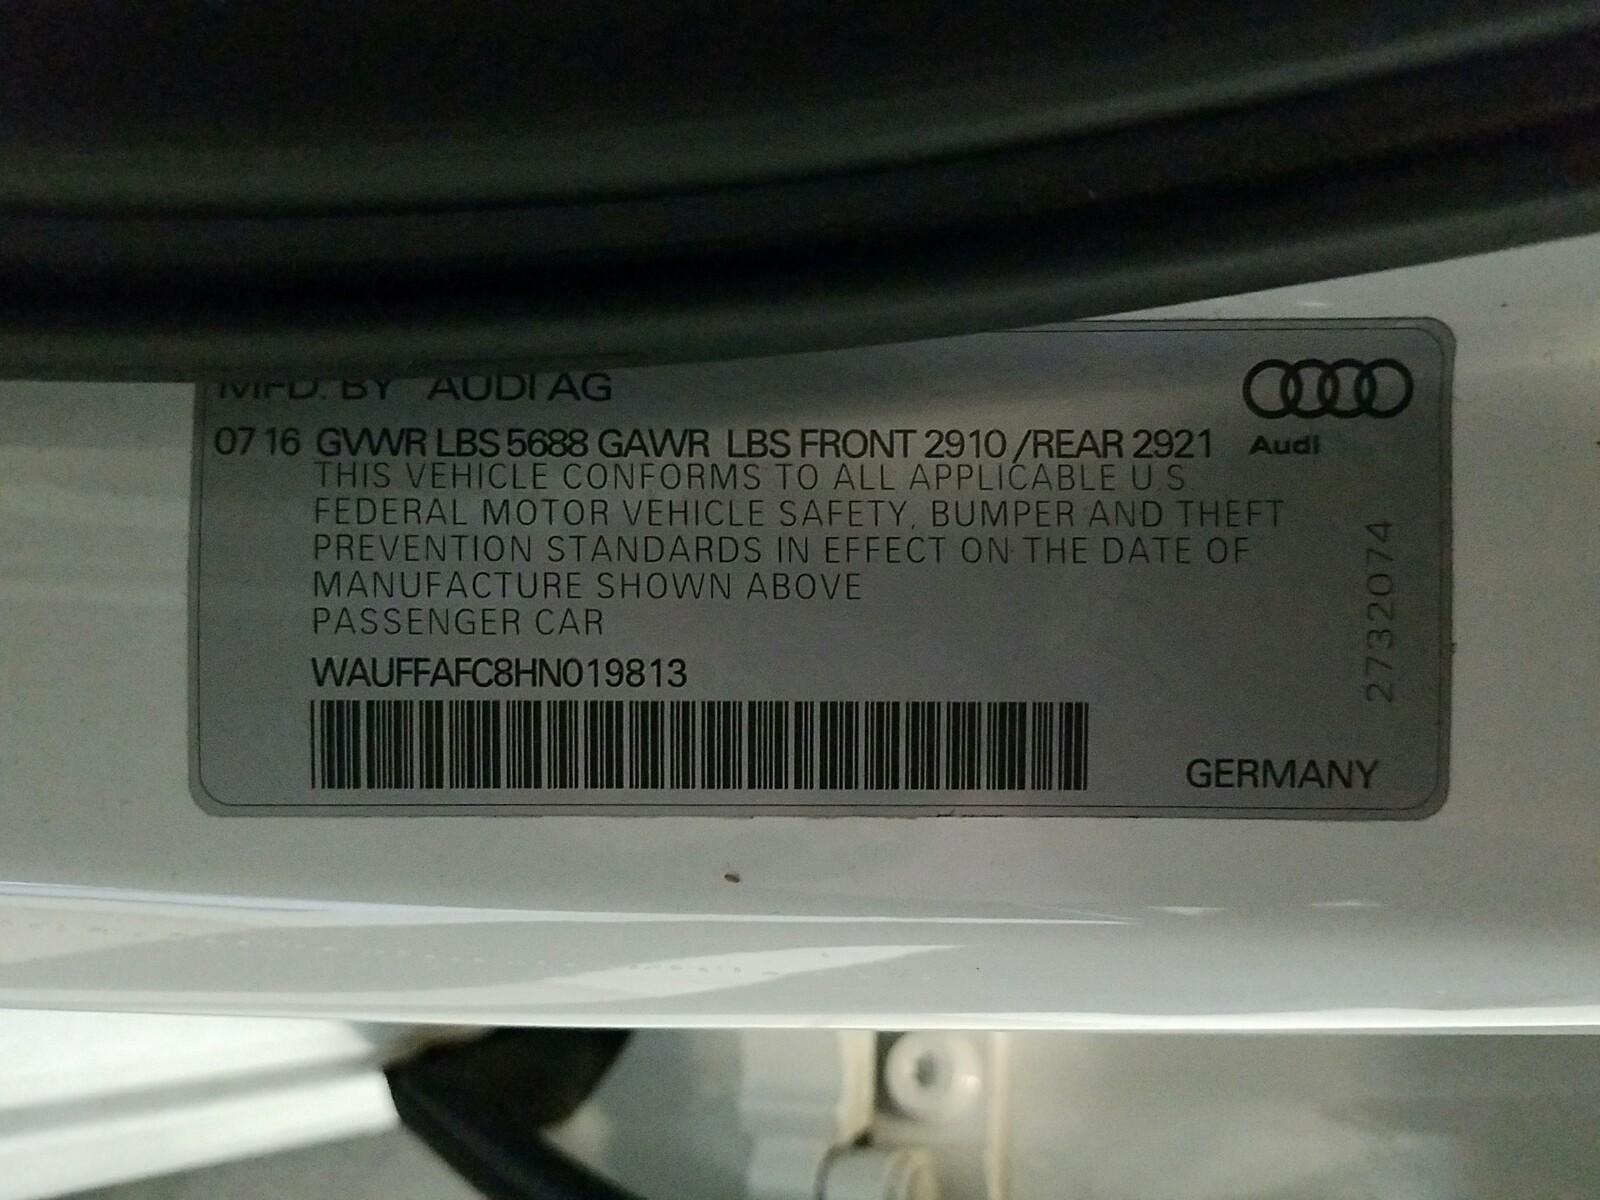 MFD. BY AUDI AG
07 16 GVWR LBS 5688 GAWR LBS FRONT 2910 /REAR 2921
Audi
THIS VEHICLE CONFORMS TO ALL APPLICABLE U.S.
FEDERAL MOTOR VEHICLE SAFETY, BUMPER AND THEFT
PREVENTION STANDARDS IN EFFECT ON THE DATE OF
MANUFACTURE SHOWN ABOVE
PASSENGER CAR
WAUFFAFC8HN019813
2732074
GERMANY